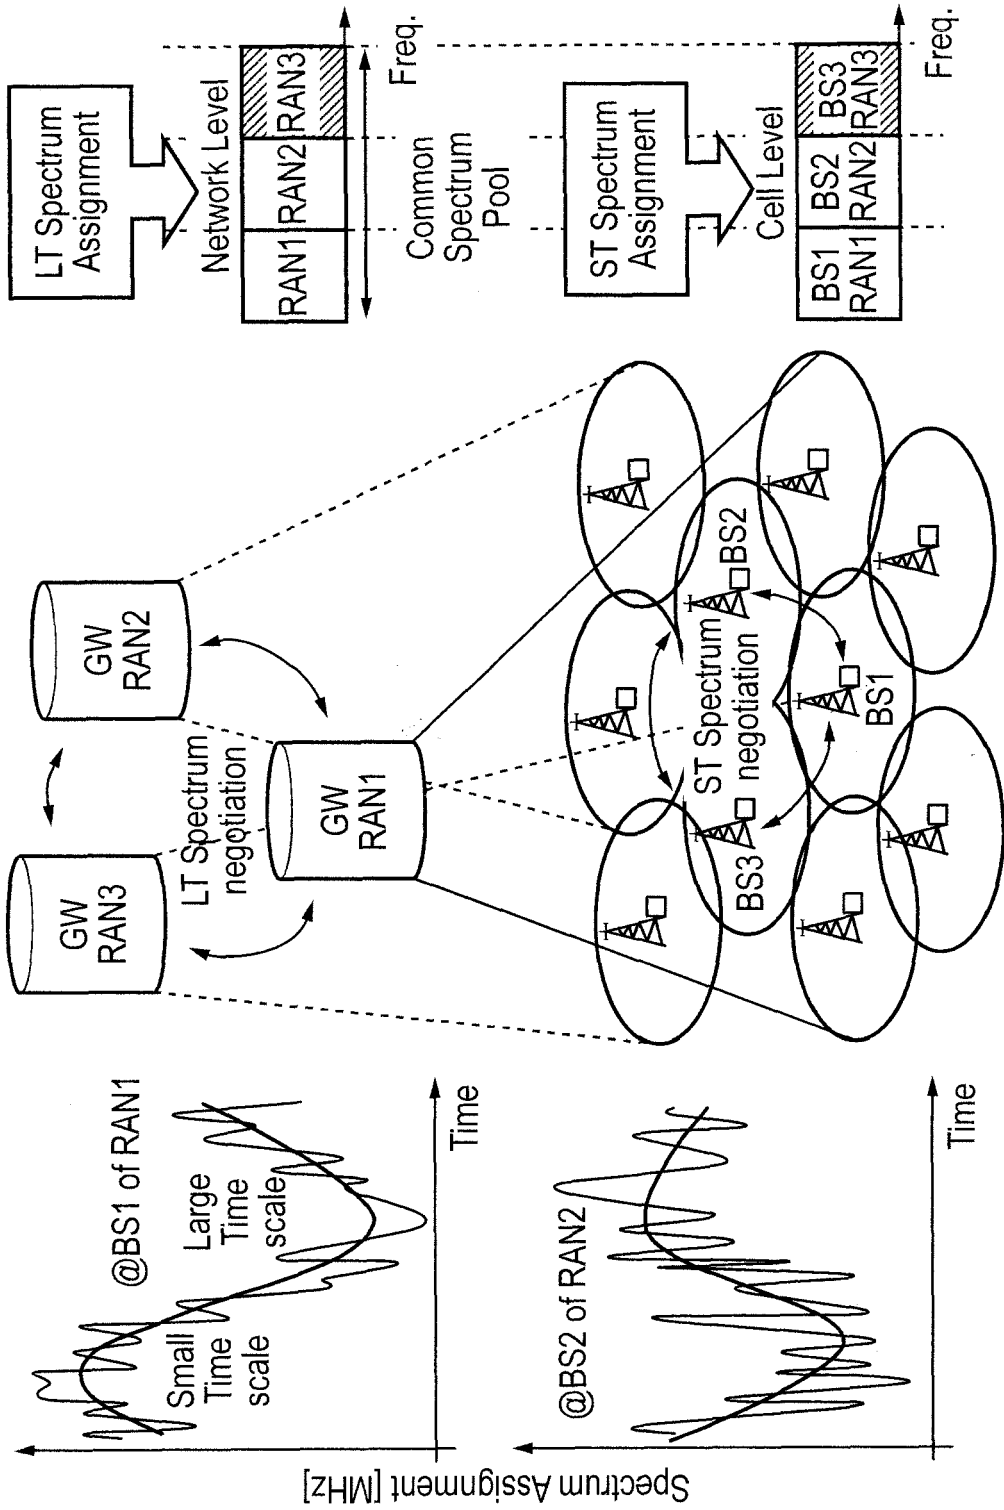 Spectrum Assignment [MHz]
@BS1 of RAN1
Small
Time
scale
Large
Time
scale
Time
@BS2 of RAN2
Time
GW
RAN3
GW
RAN2
LT Spectrum
negotiation
GW
RAN1
BS3
ST Spectrum
negotiation
BS2
BS1
LT Spectrum
Assignment
Network Level
RAN1
RAN2
RAN3
Freq.
Common
Spectrum
Pool
ST Spectrum
Assignment
Cell Level
BS1
RAN1
BS2
RAN2
BS3
RAN3
Freq.